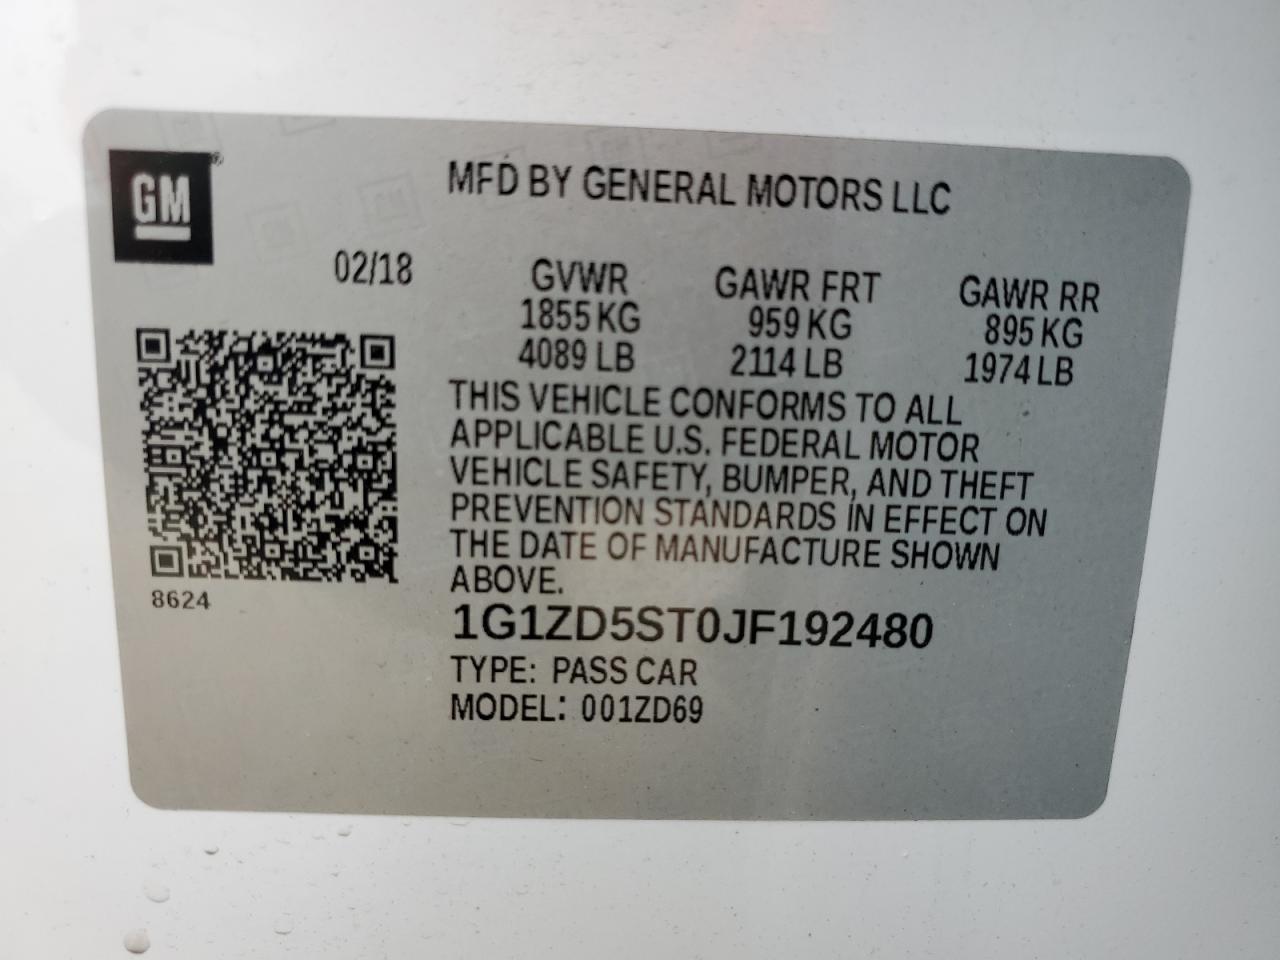 GM®
MFD BY GENERAL MOTORS LLC
02/18
GVWR GAWR FRT GAWR RR
1855 KG 959 KG 895 KG
4089 LB 2114 LB 1974 LB
THIS VEHICLE CONFORMS TO ALL
APPLICABLE U.S. FEDERAL MOTOR
VEHICLE SAFETY, BUMPER, AND THEFT
PREVENTION STANDARDS IN EFFECT ON
THE DATE OF MANUFACTURE SHOWN
ABOVE.
8624
1G1ZD5ST0JF192480
TYPE: PASS CAR
MODEL: 001ZD69